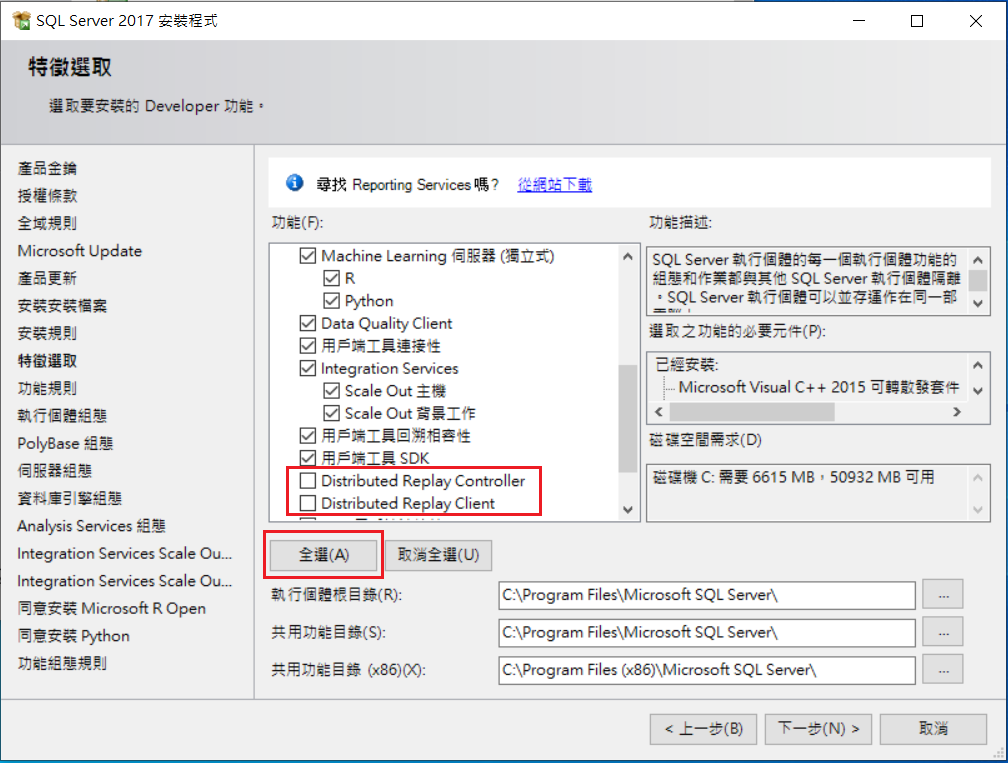 SQL Server 2017 安裝程式
特徵選取
選取要安裝的 Developer 功能。
產品金鑰
授權條款
全域規則
Microsoft Update
產品更新
安裝安裝檔案
安裝規則
特徵選取
功能規則
執行個體組態
PolyBase 組態
伺服器組態
資料庫引擎組態
Analysis Services 組態
Integration Services Scale Ou...
Integration Services Scale Ou...
同意安裝 Microsoft R Open
同意安裝 Python
功能組態規則
尋找 Reporting Services 嗎? 從網站下載
功能(F):
Machine Learning 伺服器 (獨立式)
R
Python
Data Quality Client
用戶端工具連接性
Integration Services
Scale Out 主機
Scale Out 背景工作
用戶端工具回溯相容性
用戶端工具 SDK
Distributed Replay Controller
Distributed Replay Client
功能描述:
SQL Server 執行個體的每一個執行個體功能的
組態和作業都與其他 SQL Server 執行個體隔離
。SQL Server 執行個體可以並存運作在同一部
選取之功能的必要元件(P):
已經安裝:
Microsoft Visual C++ 2015 可轉散發套件
磁碟空間需求(D)
磁碟機 C: 需要 6615 MB，50932 MB 可用
全選(A)
取消全選(U)
執行個體根目錄(R):
C:\Program Files\Microsoft SQL Server\
...
共用功能目錄(S):
C:\Program Files\Microsoft SQL Server\
...
共用功能目錄 (x86)(X):
C:\Program Files (x86)\Microsoft SQL Server\
...
< 上一步(B)
下一步(N) >
取消